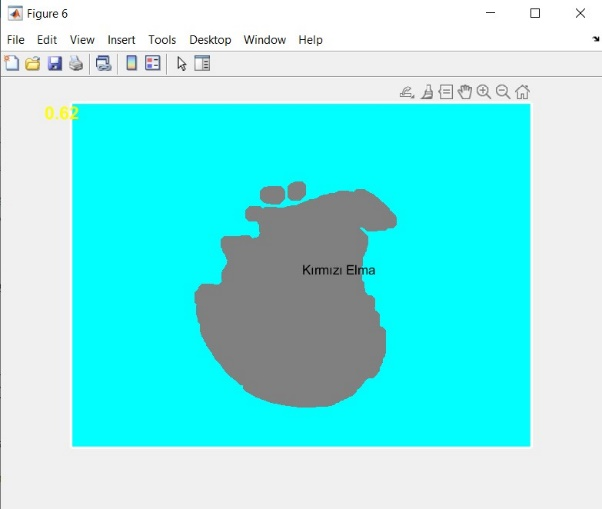 Figure 6
File Edit View Insert Tools Desktop Window Help
0.62
Kırmızı Elma